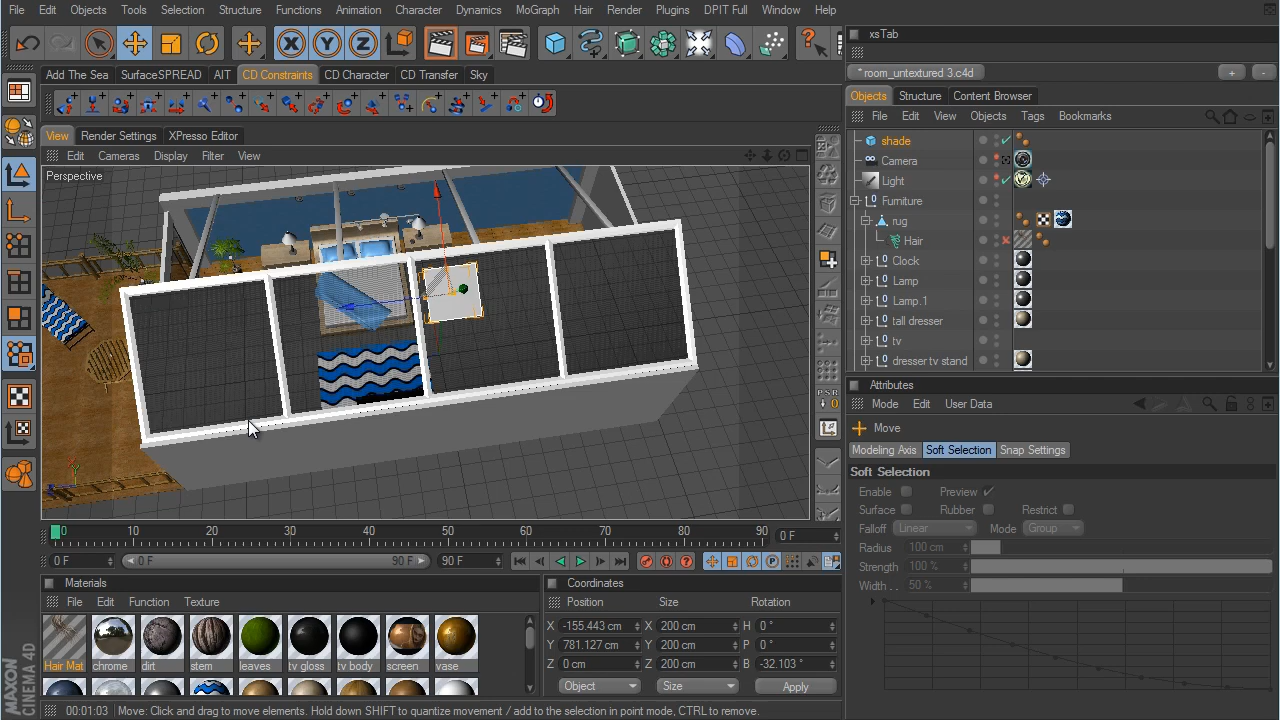 File Edit Objects Tools Selection Structure Functions Animation Character Dynamics MoGraph Hair Render Plugins DPIT Full Window Help
xsTab
* room_untextured 3.c4d + -
Add The Sea SurfaceSPREAD AIT CD Constraints CD Character CD Transfer Sky
Objects Structure Content Browser
File Edit View Objects Tags Bookmarks
View Render Settings XPresso Editor
Edit Cameras Display Filter View
Perspective
shade
Camera
Light
Furniture
rug
Hair
Clock
Lamp
Lamp.1
tall dresser
tv
dresser tv stand
Attributes
Mode Edit User Data
Move
Modeling Axis Soft Selection Snap Settings
Soft Selection
Enable Preview
Surface Rubber Restrict
Falloff Linear Mode Group
Radius 100 cm
Strength 100 %
Width . . 50 %
PSR
0
0 10 20 30 40 50 60 70 80 90 0 F
0 F 0 F 90 F 90 F
Materials
File Edit Function Texture
Hair Mat chrome dirt stem leaves tv gloss tv body screen vase
Coordinates
Position Size Rotation
X -155.443 cm X 200 cm H 0 °
Y 781.127 cm Y 200 cm P 0 °
Z 0 cm Z 200 cm B -32.103 °
Object Size Apply
MAXON
CINEMA 4D
00:01:03 Move: Click and drag to move elements. Hold down SHIFT to quantize movement / add to the selection in point mode, CTRL to remove.